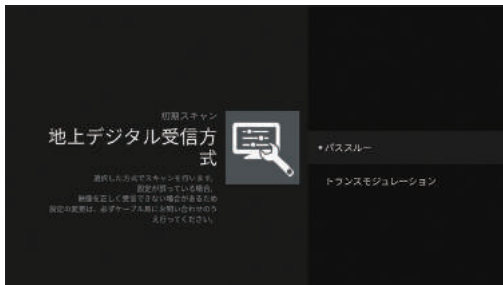 初期スキャン
地上デジタル受信方
式
選択した方式でスキャンを行います。
設定が誤っている場合、
映像を正しく受信できない場合があるため
設定の変更は、必ずケーブル局にお問い合わせのう
え行ってください。
•パススルー
トランスモジュレーション